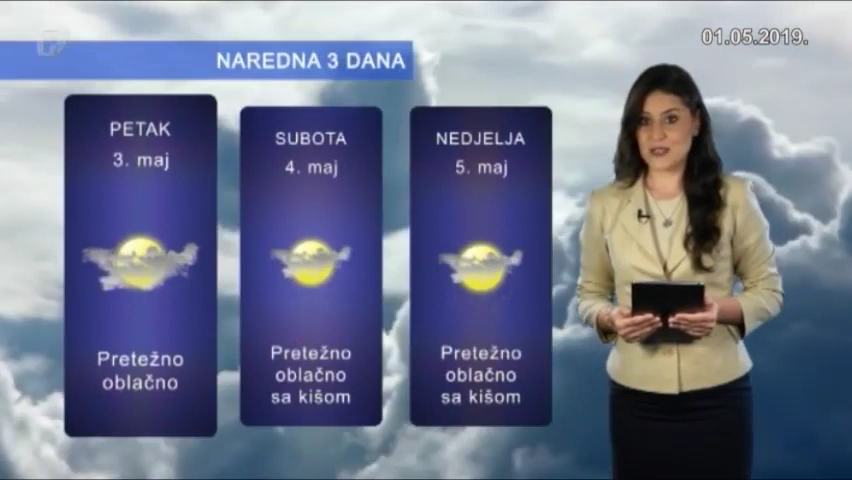 01.05.2019.
NAREDNA 3 DANA
PETAK
3. maj
Pretežno
oblačno
SUBOTA
4. maj
Pretežno
oblačno
sa kišom
NEDJELJA
5. maj
Pretežno
oblačno
sa kišom